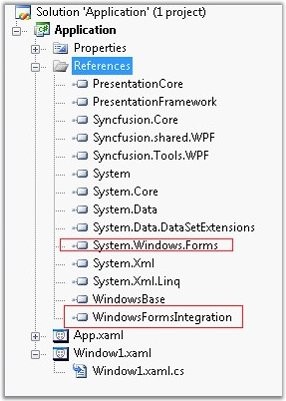 Solution 'Application' (1 project)
Application
Properties
References
PresentationCore
PresentationFramework
Syncfusion.Core
Syncfusion.shared.WPF
Syncfusion.Tools.WPF
System
System.Core
System.Data
System.Data.DataSetExtensions
System.Windows.Forms
System.Xml
System.Xml.Linq
WindowsBase
WindowsFormsIntegration
App.xaml
Window1.xaml
Window1.xaml.cs